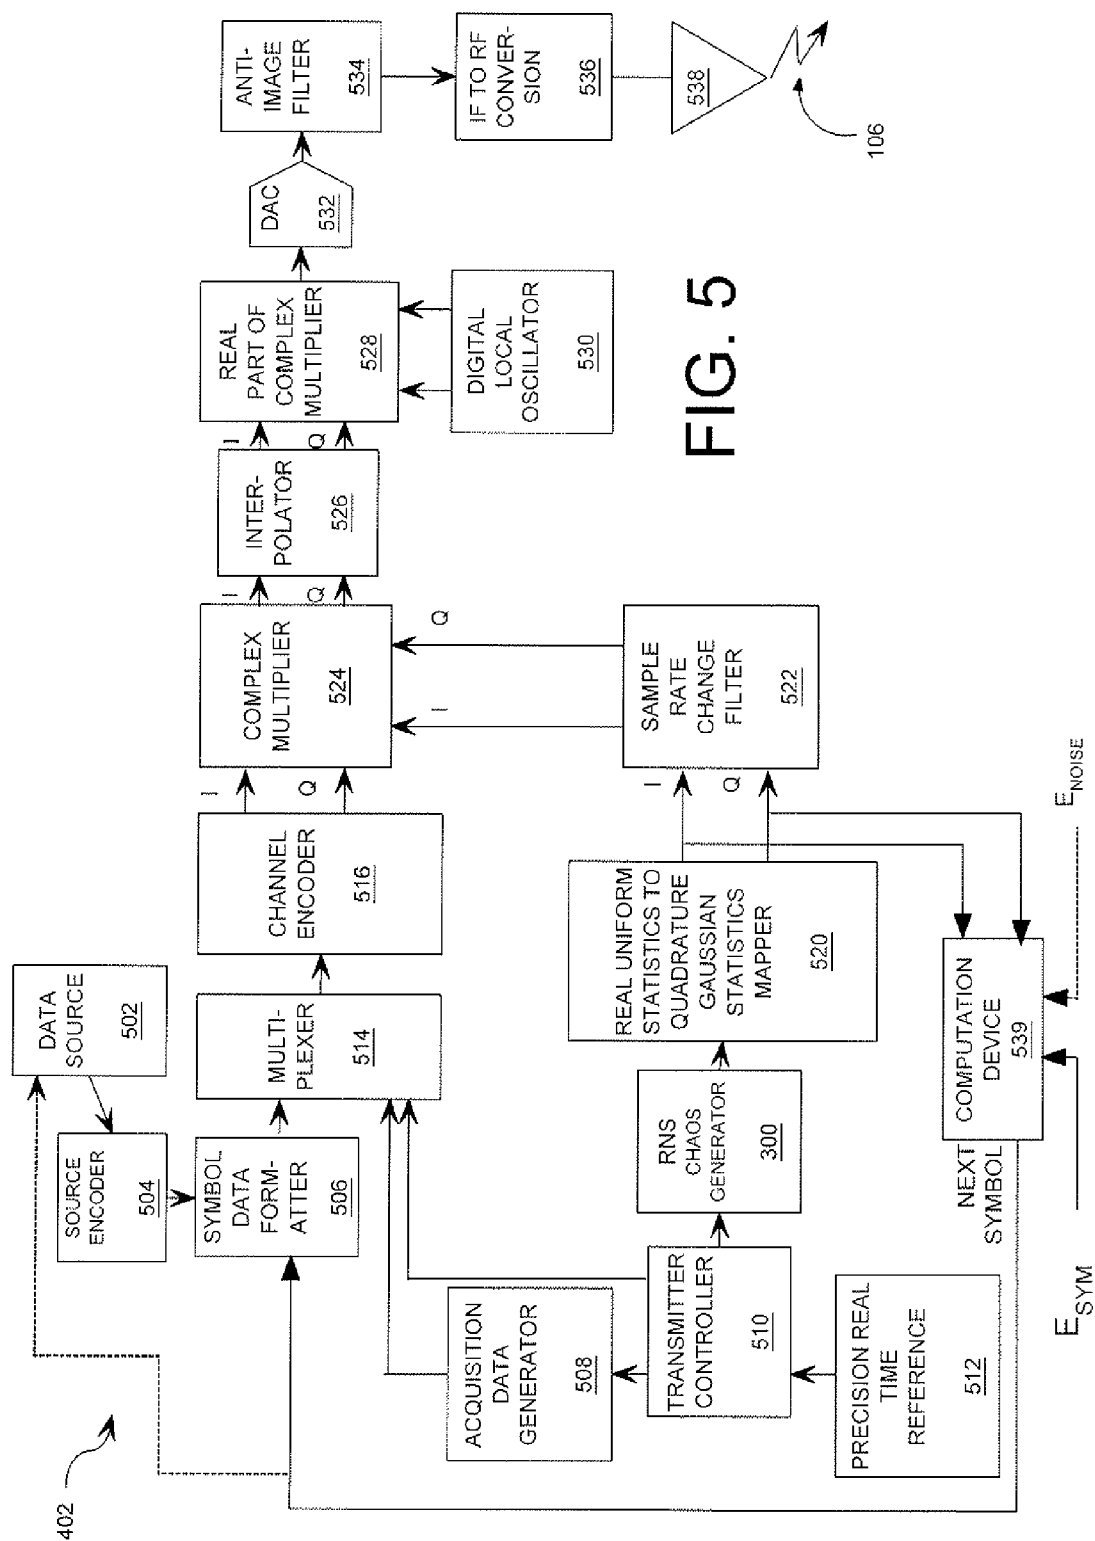 402
DATA
SOURCE
502
SOURCE
ENCODER
504
SYMBOL
DATA
FORM-
ATTER
506
MULTI-
PLEXER
514
CHANNEL
ENCODER
516
I
Q
COMPLEX
MULTIPLIER
524
I
Q
INTER-
POLATOR
526
I
Q
REAL
PART OF
COMPLEX
MULTIPLIER
528
DAC
532
ANTI-
IMAGE
FILTER
534
IF TO RF
CONVER-
SION
536
538
106
DIGITAL
LOCAL
OSCILLATOR
530
FIG. 5
ACQUISITION
DATA
GENERATOR
508
TRANSMITTER
CONTROLLER
510
PRECISION REAL
TIME
REFERENCE
512
RNS
CHAOS
GENERATOR
300
REAL UNIFORM
STATISTICS TO
QUADRATURE
GAUSSIAN
STATISTICS
MAPPER
520
I
Q
SAMPLE
RATE
CHANGE
FILTER
522
I
Q
COMPUTATION
DEVICE
539
NEXT
SYMBOL
ESYM
ENOISE